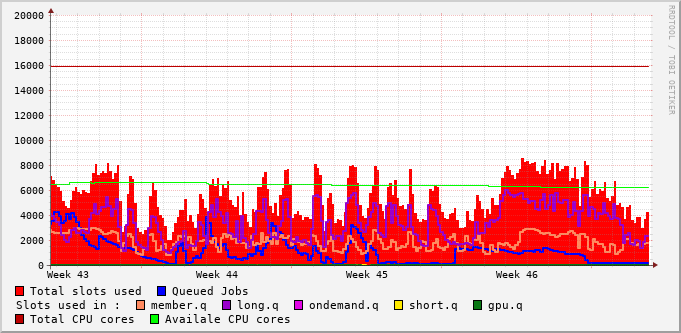 20000
18000
16000
14000
12000
10000
8000
6000
4000
2000
0
Week 43 Week 44 Week 45 Week 46
Total slots used Queued Jobs
Slots used in : member.q long.q ondemand.q short.q gpu.q
Total CPU cores Availale CPU cores
RRDTOOL / TOBI OETIKER